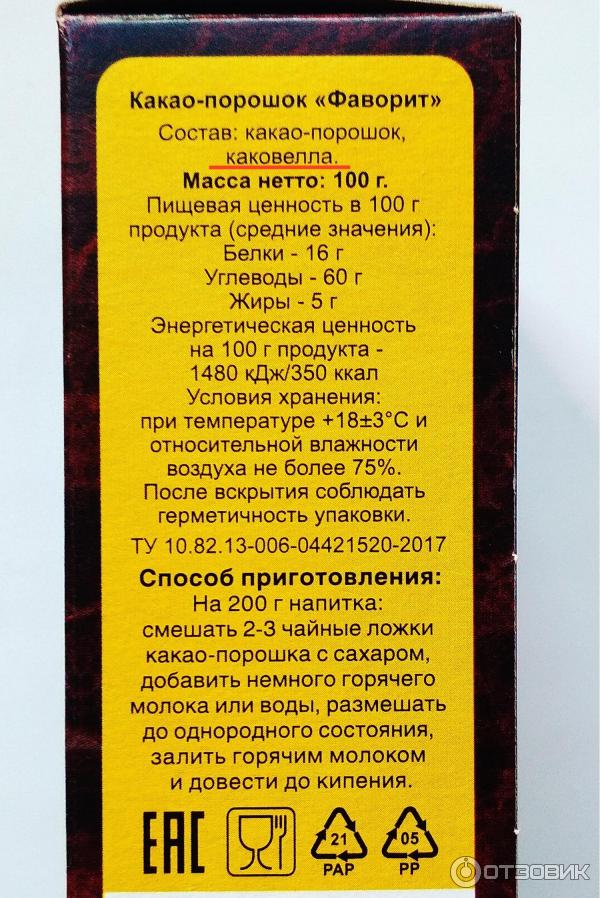 Какао-порошок «Фаворит»
Состав: какао-порошок,
каковелла.
Масса нетто: 100 г.
Пищевая ценность в 100 г
продукта (средние значения):
Белки - 16 г
Углеводы - 60 г
Жиры - 5 г
Энергетическая ценность
на 100 г продукта -
1480 кДж/350 ккал
Условия хранения:
при температуре +18±3°С и
относительной влажности
воздуха не более 75%.
После вскрытия соблюдать
герметичность упаковки.
ТУ 10.82.13-006-04421520-2017
Способ приготовления:
На 200 г напитка:
смешать 2-3 чайные ложки
какао-порошка с сахаром,
добавить немного горячего
молока или воды, размешать
до однородного состояния,
залить горячим молоком
и довести до кипения.
ЕАС 21 05
PAP PP
ОТЗОВИК